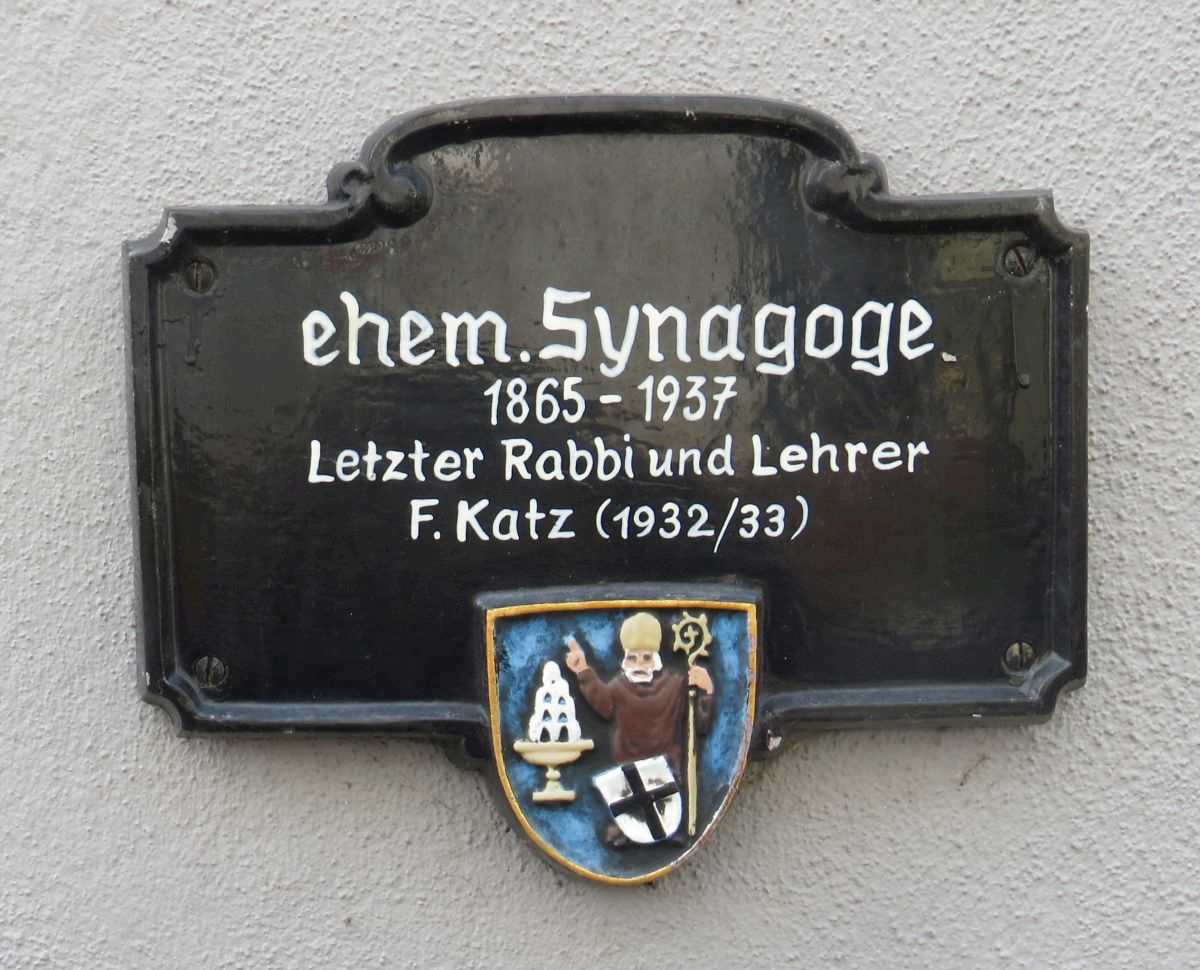 ehem. Synagoge
1865 - 1937
Letzter Rabbi und Lehrer
F. Katz (1932/33)